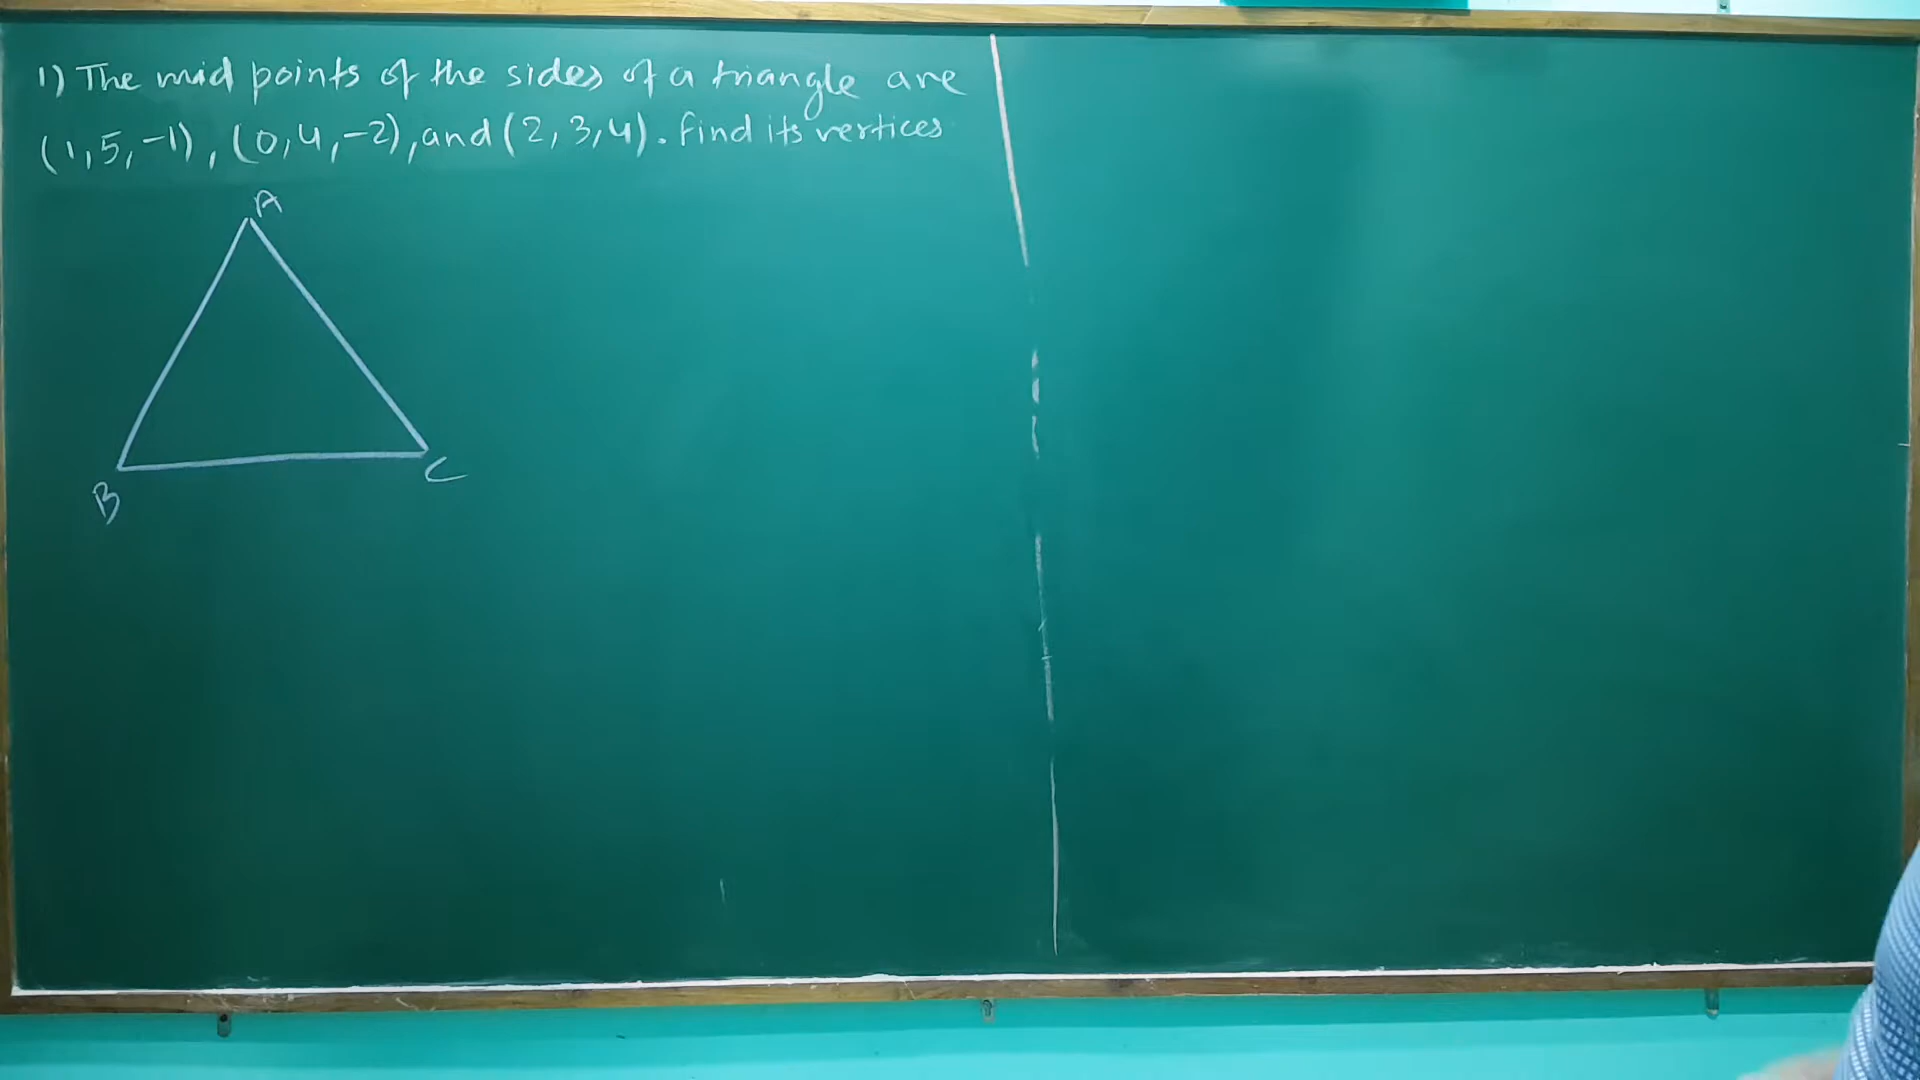 1) The mid points of the sides of a triangle are
(1,5,-1), (0,4,-2), and (2,3,4). Find its vertices
A
B
C